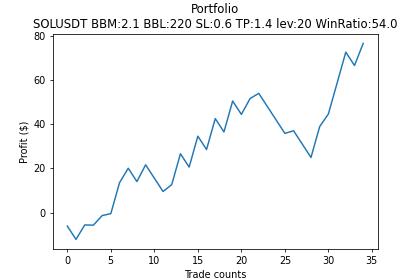 Portfolio
SOLUSDT BBM:2.1 BBL:220 SL:0.6 TP:1.4 lev:20 WinRatio:54.0
80
60
40
20
0
Profit ($)
0 5 10 15 20 25 30 35
Trade counts